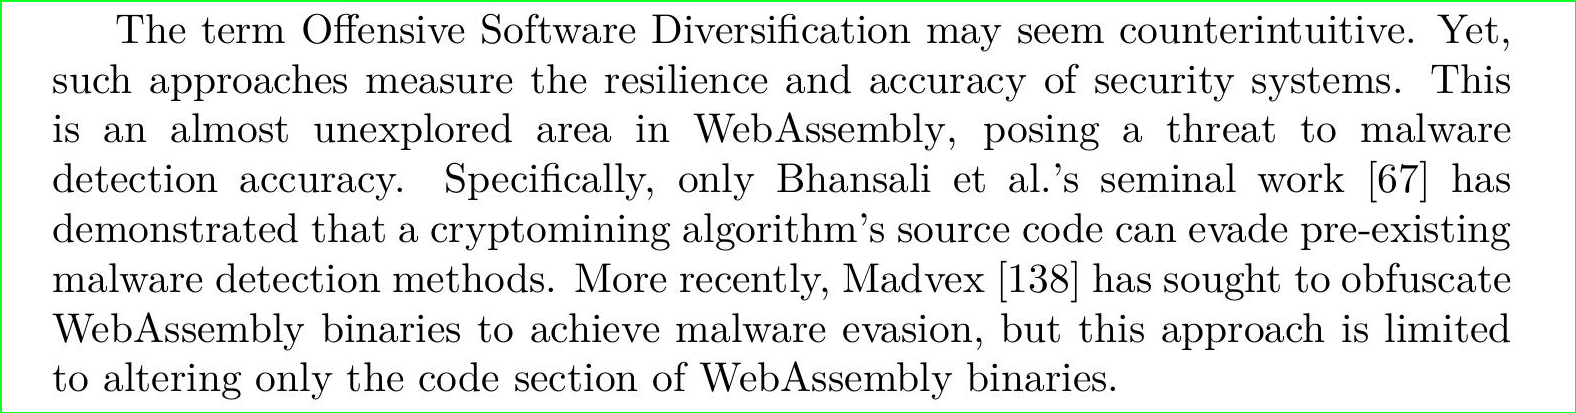 The term Offensive Software Diversification may seem counterintuitive. Yet,
such approaches measure the resilience and accuracy of security systems. This
is an almost unexplored area in WebAssembly, posing a threat to malware
detection accuracy. Specifically, only Bhansali et al.'s seminal work [67] has
demonstrated that a cryptomining algorithm's source code can evade pre-existing
malware detection methods. More recently, Madvex [138] has sought to obfuscate
WebAssembly binaries to achieve malware evasion, but this approach is limited
to altering only the code section of WebAssembly binaries.